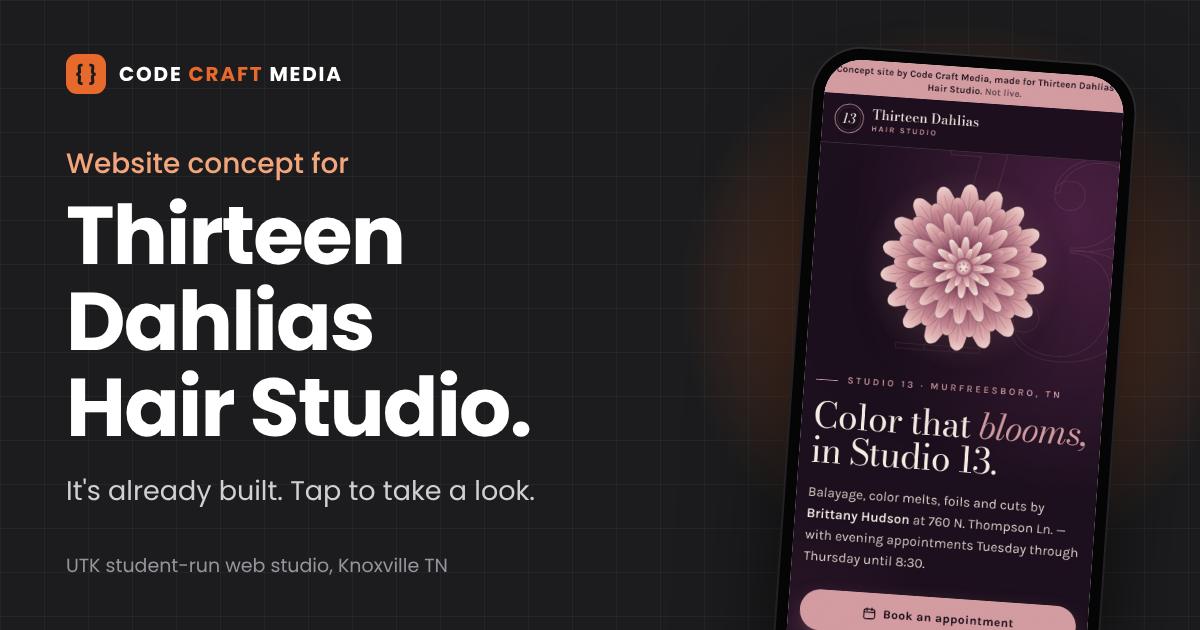 { } CODE CRAFT MEDIA
Website concept for
Thirteen
Dahlias
Hair Studio.
It's already built. Tap to take a look.
UTK student-run web studio, Knoxville TN
Concept site by Code Craft Media, made for Thirteen Dahlias
Hair Studio. Not live.
13
Thirteen Dahlias
HAIR STUDIO
13
STUDIO 13 · MURFREESBORO, TN
Color that blooms,
in Studio 13.
Balayage, color melts, foils and cuts by
Brittany Hudson at 760 N. Thompson Ln. —
with evening appointments Tuesday through
Thursday until 8:30.
Book an appointment